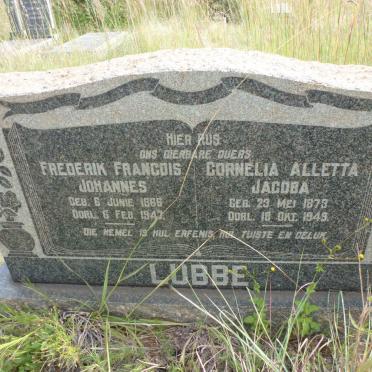 HIER RUS
ONS DIERBARE OUERS
FREDERIK FRANCOIS
JOHANNES
GEB. 6 JUNIE 1866
OORL. 6 FEB. 1947.
CORNELIA ALLETTA
JACOBA
GEB. 23 MEI 1873
OORL. 18 OKT. 1949.
DIE HEMEL IS HUL ERFENIS, HUL TUISTE EN GELUK.
LUBBE